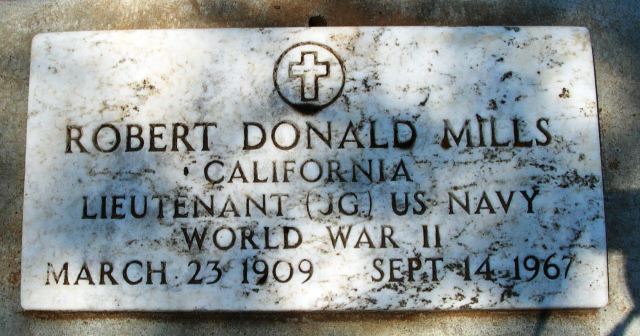 ROBERT DONALD MILLS
CALIFORNIA
LIEUTENANT (JG) US NAVY
WORLD WAR II
MARCH 23 1909 SEPT 14 1967